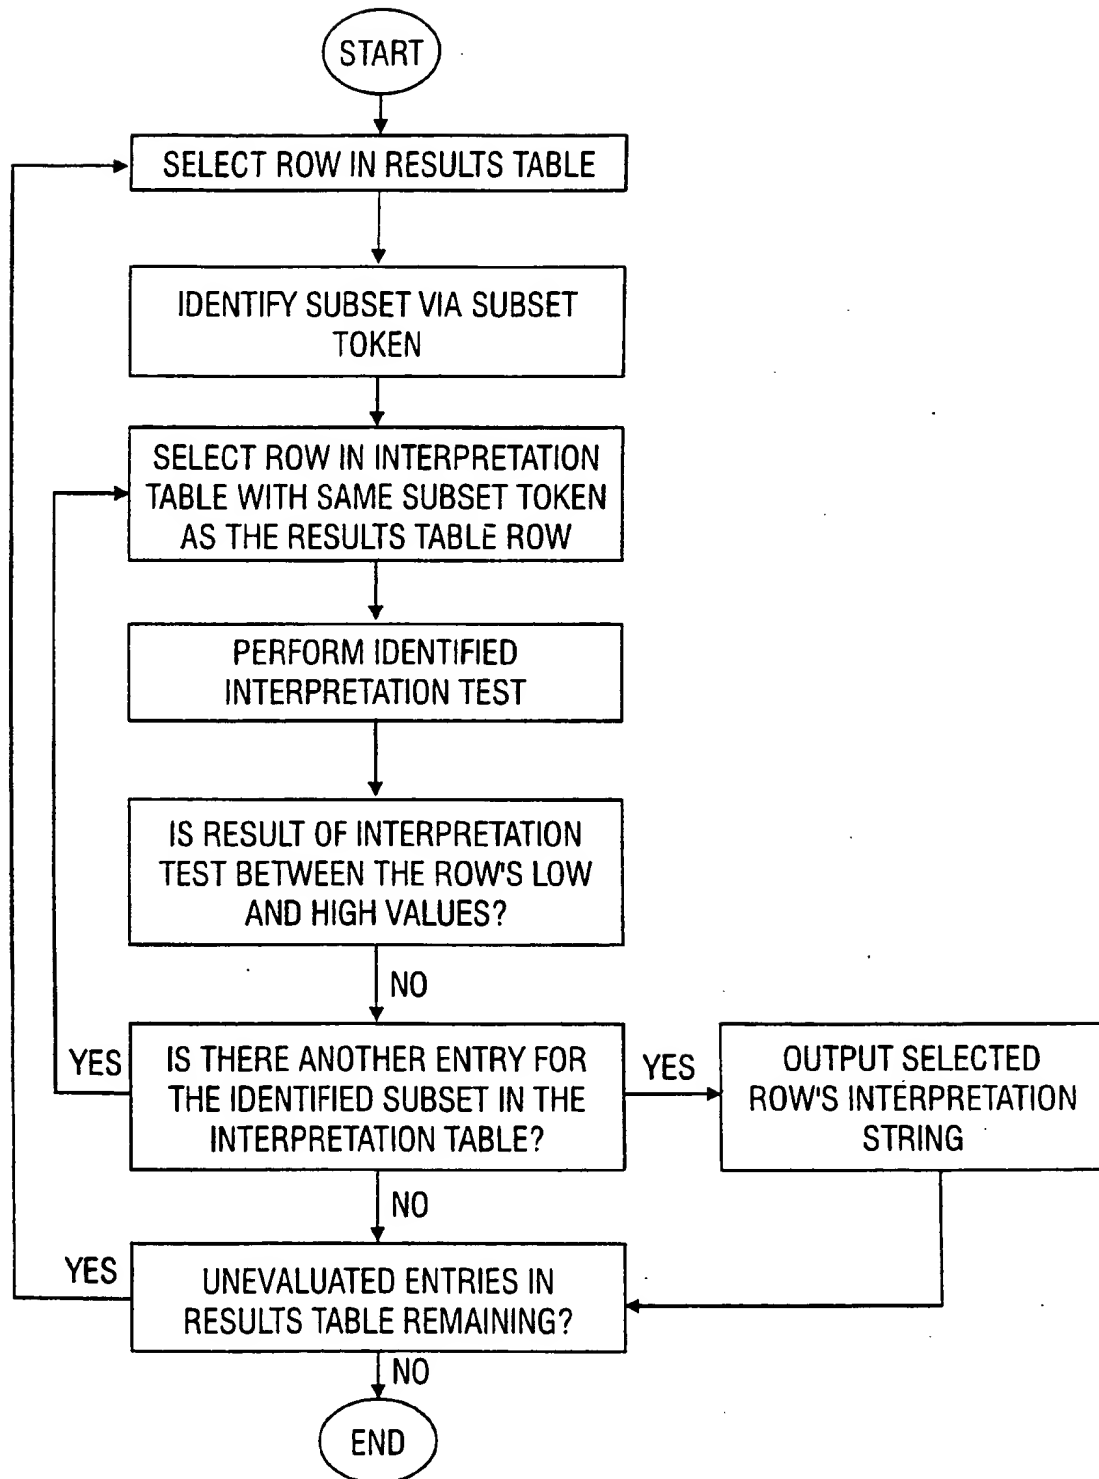 START
SELECT ROW IN RESULTS TABLE
IDENTIFY SUBSET VIA SUBSET
TOKEN
SELECT ROW IN INTERPRETATION
TABLE WITH SAME SUBSET TOKEN
AS THE RESULTS TABLE ROW
PERFORM IDENTIFIED
INTERPRETATION TEST
IS RESULT OF INTERPRETATION
TEST BETWEEN THE ROW'S LOW
AND HIGH VALUES?
NO
YES
IS THERE ANOTHER ENTRY FOR
THE IDENTIFIED SUBSET IN THE
INTERPRETATION TABLE?
YES
OUTPUT SELECTED
ROW'S INTERPRETATION
STRING
NO
YES
UNEVALUATED ENTRIES IN
RESULTS TABLE REMAINING?
NO
END